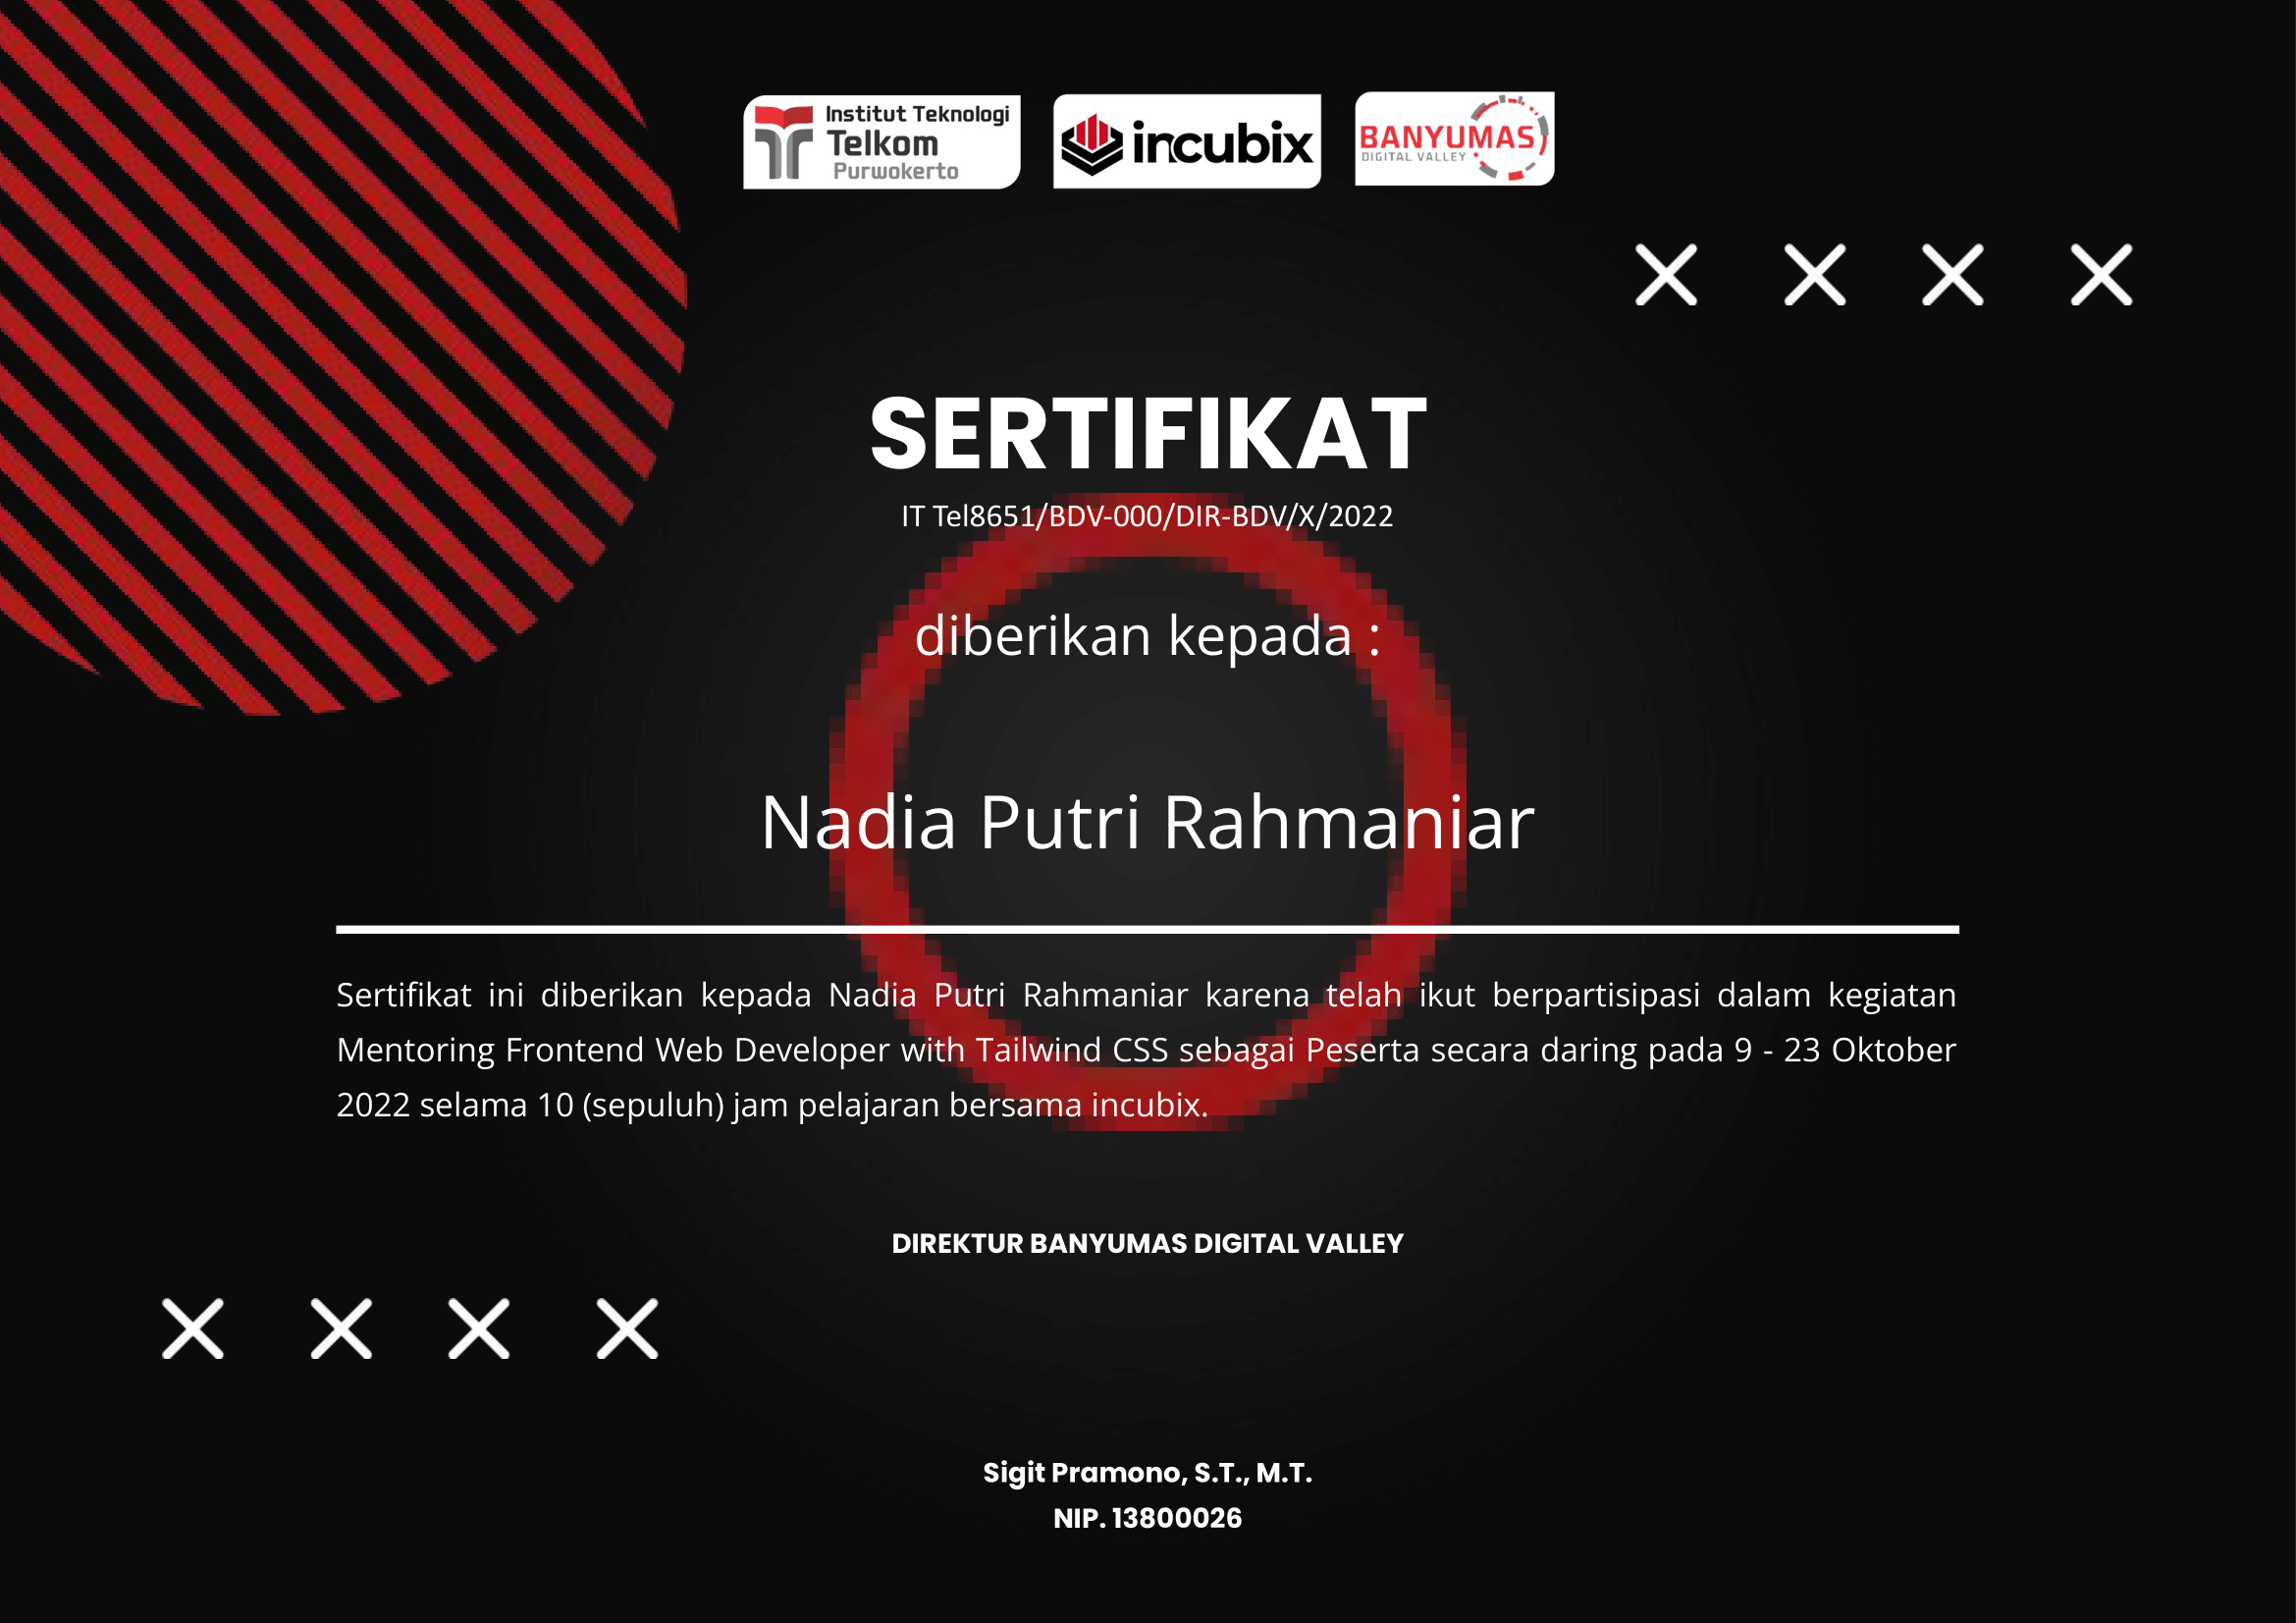 Institut Teknologi
Telkom
Purwokerto
incubix
BANYUMAS
DIGITAL VALLEY
SERTIFIKAT
IT Tel8651/BDV-000/DIR-BDV/X/2022
diberikan kepada :
Nadia Putri Rahmaniar
Sertifikat ini diberikan kepada Nadia Putri Rahmaniar karena telah ikut berpartisipasi dalam kegiatan
Mentoring Frontend Web Developer with Tailwind CSS sebagai Peserta secara daring pada 9 - 23 Oktober
2022 selama 10 (sepuluh) jam pelajaran bersama incubix.
DIREKTUR BANYUMAS DIGITAL VALLEY
Sigit Pramono, S.T., M.T.
NIP. 13800026